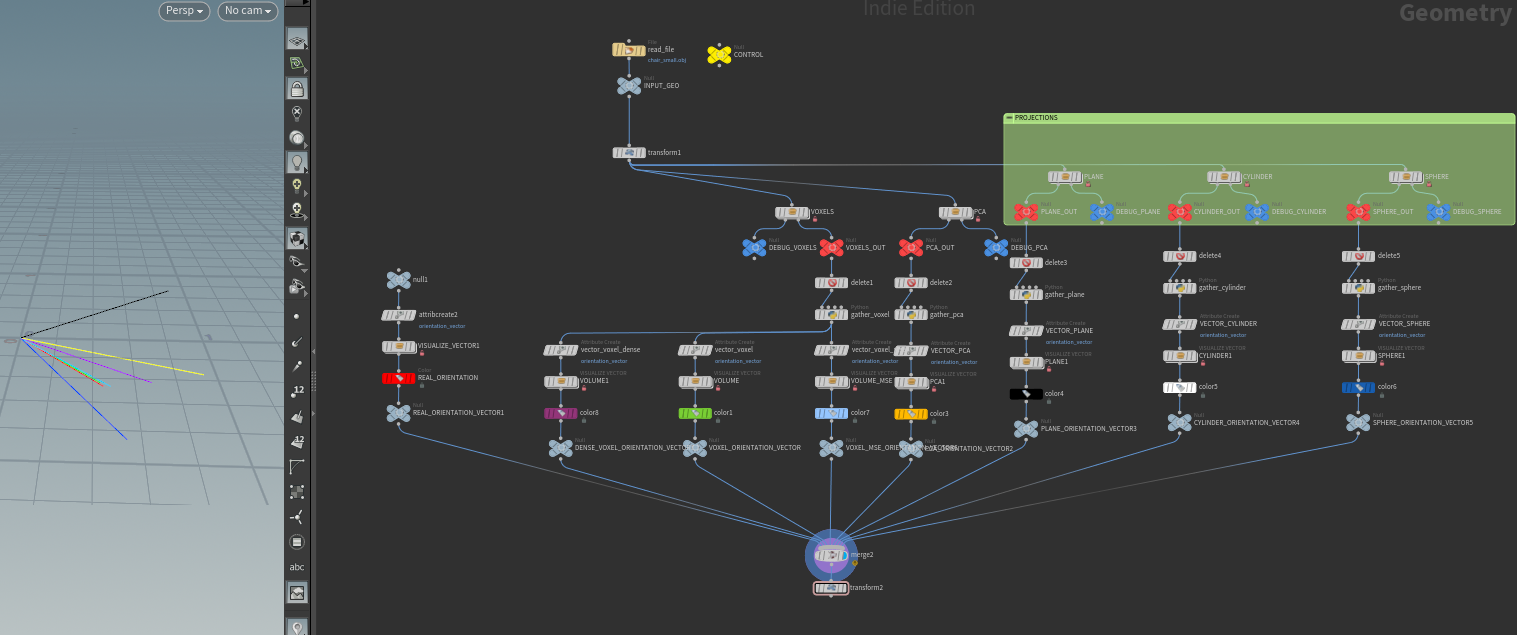 Persp
No cam
Indie Edition
Geometry
File
read_file
chair_small.obj
Null
CONTROL
Null
INPUT_GEO
transform1
PROJECTIONS
PLANE
CYLINDER
SPHERE
VOXELS
PCA
Null
PLANE_OUT
Null
DEBUG_PLANE
Null
CYLINDER_OUT
Null
DEBUG_CYLINDER
Null
SPHERE_OUT
Null
DEBUG_SPHERE
Null
DEBUG_VOXELS
Null
VOXELS_OUT
Null
PCA_OUT
Null
DEBUG_PCA
delete3
delete4
delete5
Null
null1
delete1
delete2
Python
gather_plane
Python
gather_cylinder
Python
gather_sphere
Attribute Create
attribcreate2
orientation_vector
Python
gather_voxel
Python
gather_pca
Attribute Create
VECTOR_PLANE
orientation_vector
Attribute Create
VECTOR_CYLINDER
orientation_vector
Attribute Create
VECTOR_SPHERE
orientation_vector
VISUALIZE VECTOR
VISUALIZE_VECTOR1
Attribute Create
vector_voxel_dense
orientation_vector
Attribute Create
vector_voxel
orientation_vector
Attribute Create
vector_voxel_
orientation_vector
Attribute Create
VECTOR_PCA
orientation_vector
VISUALIZE VECTOR
PLANE1
VISUALIZE VECTOR
CYLINDER1
VISUALIZE VECTOR
SPHERE1
Color
REAL_ORIENTATION
VISUALIZE VECTOR
VOLUME1
VISUALIZE VECTOR
VOLUME
VISUALIZE VECTOR
VOLUME_MSE
VISUALIZE VECTOR
PCA1
color4
color5
color6
Null
REAL_ORIENTATION_VECTOR1
color8
color1
color7
color3
Null
PLANE_ORIENTATION_VECTOR3
Null
CYLINDER_ORIENTATION_VECTOR4
Null
SPHERE_ORIENTATION_VECTOR5
Null
DENSE_VOXEL_ORIENTATION_VECTOR
Null
VOXEL_ORIENTATION_VECTOR
Null
VOXEL_MSE_ORIENTATION_VECTOR
Null
PCA_ORIENTATION_VECTOR2
merge2
transform2
12
12
abc